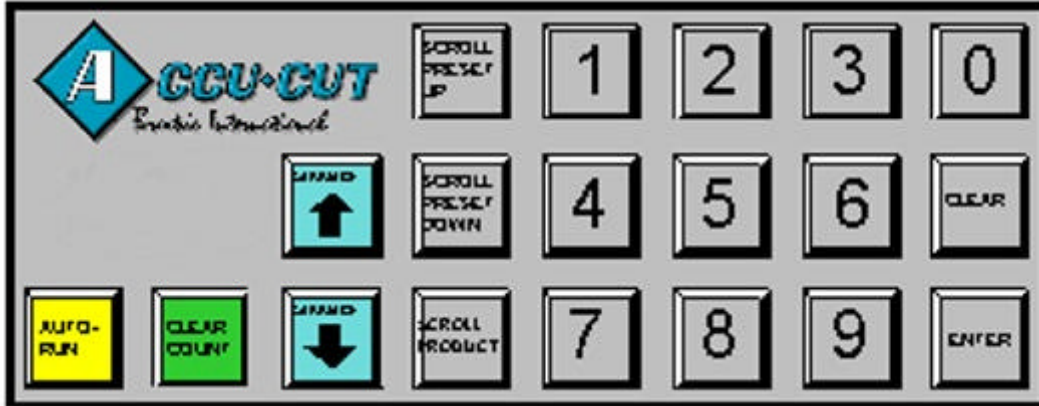 A CCU-CUT
International
SCROLL
PRESET
UP
1
2
3
0
SCROLL
PRESET
DOWN
4
5
6
CLEAR
AUTO-
RUN
CLEAR
COUNT
SCROLL
PRODUCT
7
8
9
ENTER